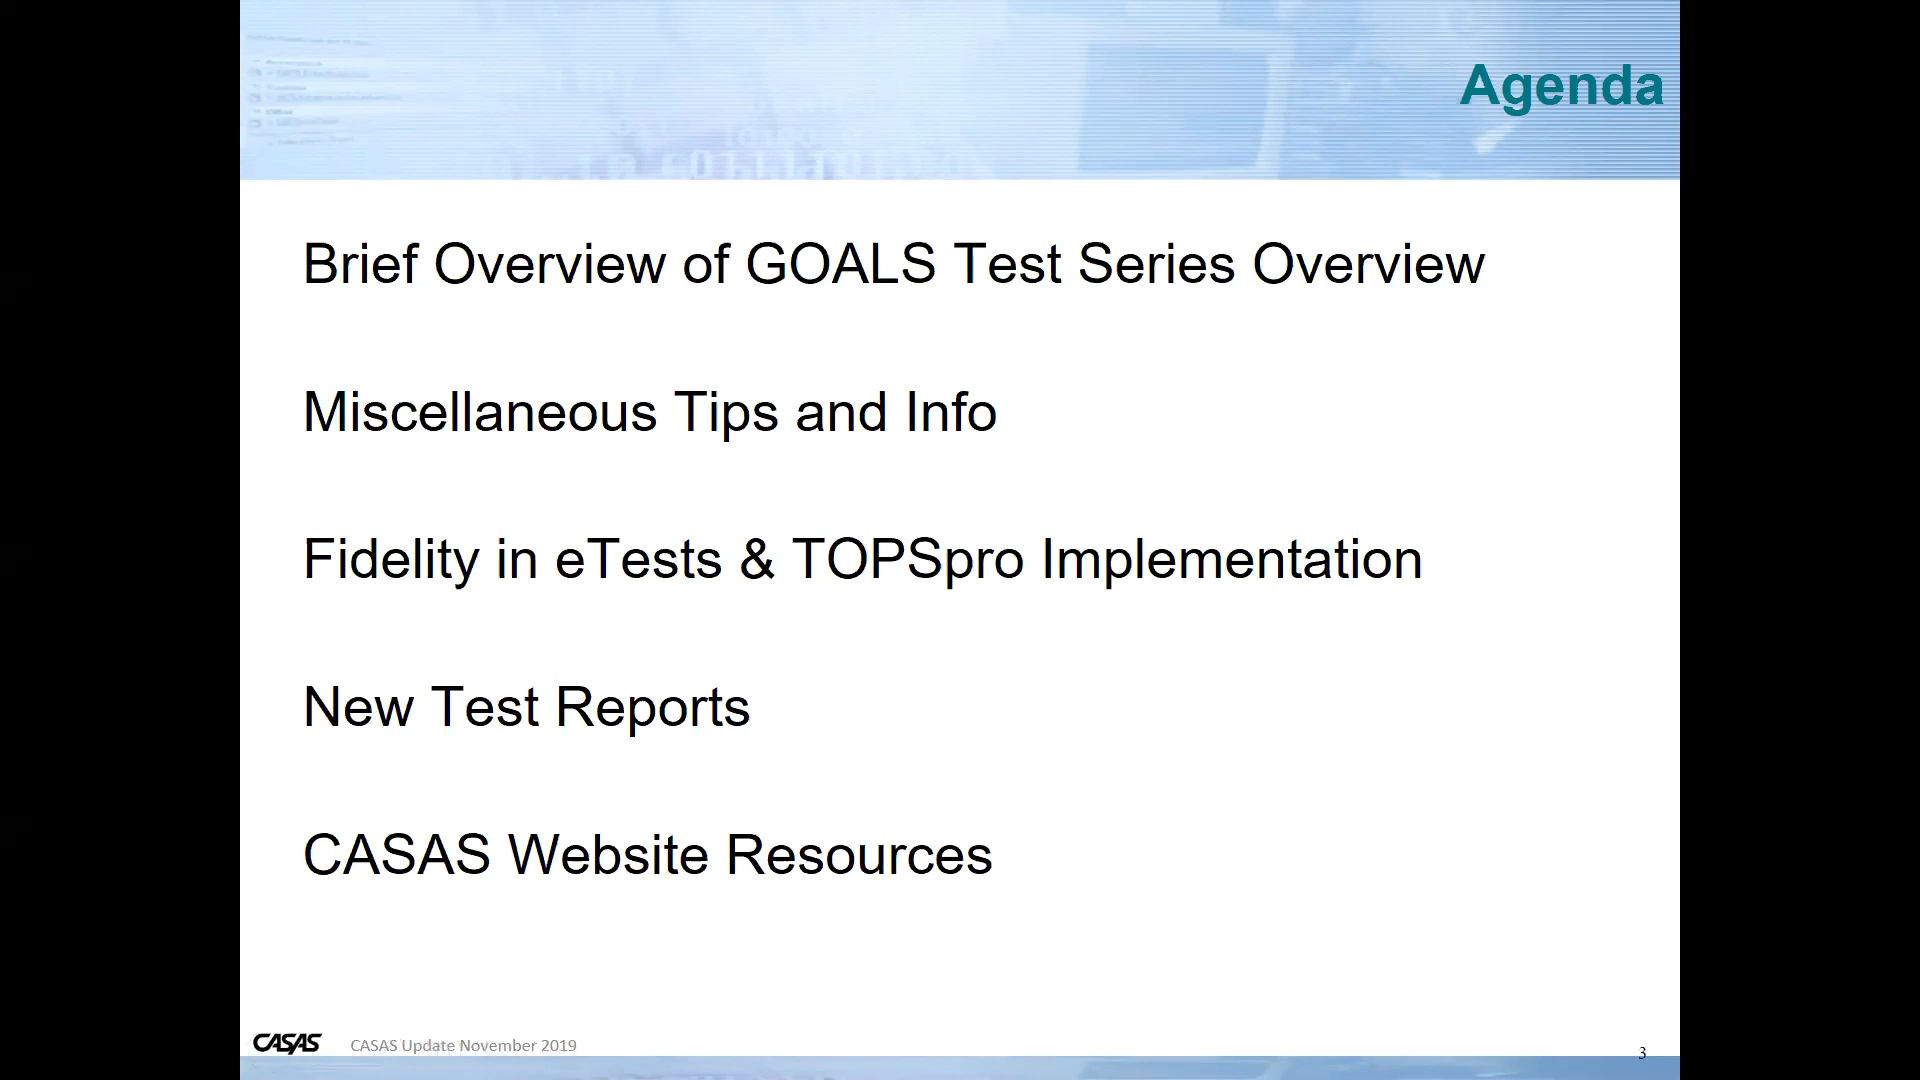 Agenda
Brief Overview of GOALS Test Series Overview
Miscellaneous Tips and Info
Fidelity in eTests & TOPSpro Implementation
New Test Reports
CASAS Website Resources
CASAS
CASAS Update November 2019
3